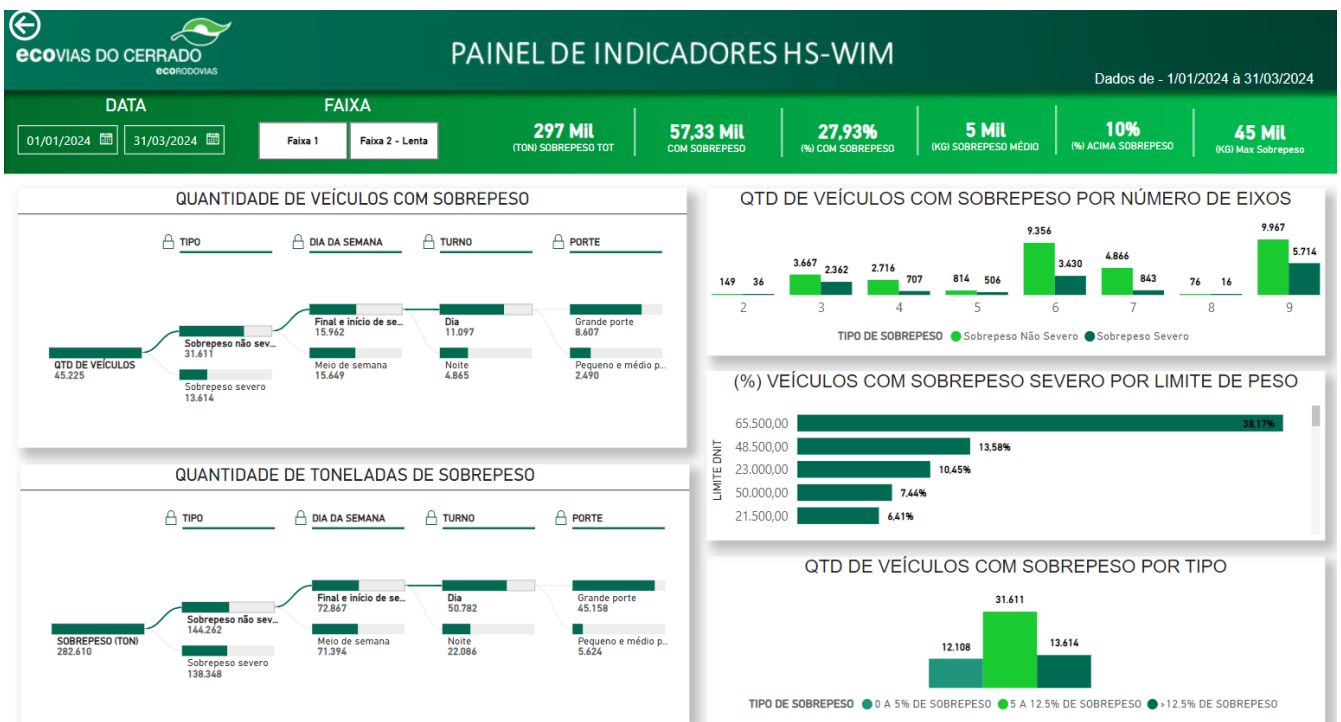 ecoVIAS DO CERRADO
ECORODOVIAS
PAINEL DE INDICADORES HS-WIM
Dados de - 1/01/2024 à 31/03/2024
DATA
FAIXA
01/01/2024
31/03/2024
Faixa 1
Faixa 2 - Lenta
297 Mil
(TON) SOBREPESO TOT
57,33 Mil
COM SOBREPESO
27,93%
(%) COM SOBREPESO
5 Mil
(KG) SOBREPESO MÉDIO
10%
(%) ACIMA SOBREPESO
45 Mil
(KG) Max Sobrepeso
QUANTIDADE DE VEÍCULOS COM SOBREPESO
TIPO
DIA DA SEMANA
TURNO
PORTE
QTD DE VEÍCULOS
45.225
Sobrepeso não sev...
31.611
Sobrepeso severo
13.614
Final e início de se...
15.962
Meio de semana
15.649
Dia
11.097
Noite
4.865
Grande porte
8.607
Pequeno e médio p...
2.490
QUANTIDADE DE TONELADAS DE SOBREPESO
TIPO
DIA DA SEMANA
TURNO
PORTE
SOBREPESO (TON)
282.610
Sobrepeso não sev...
144.262
Sobrepeso severo
138.348
Final e início de se...
72.867
Meio de semana
71.394
Dia
50.782
Noite
22.086
Grande porte
45.158
Pequeno e médio p...
5.624
QTD DE VEÍCULOS COM SOBREPESO POR NÚMERO DE EIXOS
149 36 3.667 2.362 2.716 707 814 506 9.356 3.430 4.866 843 76 16 9.967 5.714
2 3 4 5 6 7 8 9
TIPO DE SOBREPESO Sobrepeso Não Severo Sobrepeso Severo
(%) VEÍCULOS COM SOBREPESO SEVERO POR LIMITE DE PESO
LIMITE DNIT
65.500,00 38,17%
48.500,00 13,58%
23.000,00 10,45%
50.000,00 7,44%
21.500,00 6,41%
QTD DE VEÍCULOS COM SOBREPESO POR TIPO
12.108 31.611 13.614
TIPO DE SOBREPESO 0 A 5% DE SOBREPESO 5 A 12.5% DE SOBREPESO >12.5% DE SOBREPESO